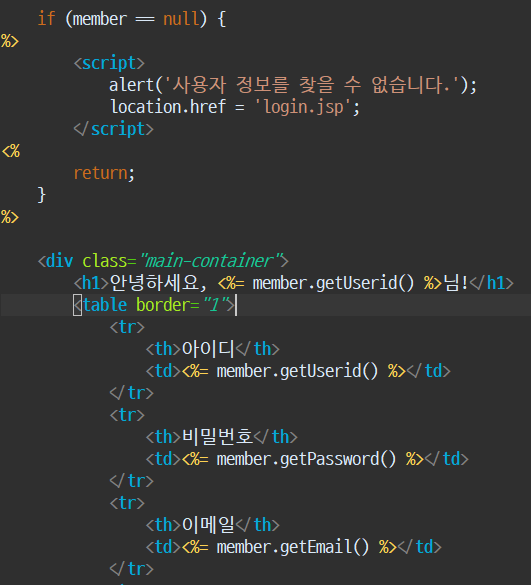 if (member == null) {
%>
<script>
alert('사용자 정보를 찾을 수 없습니다.');
location.href = 'login.jsp';
</script>
<%
return;
}
%>
<div class="main-container">
<h1>안녕하세요, <%= member.getUserid() %>님!</h1>
<table border="1">
<tr>
<th>아이디</th>
<td><%= member.getUserid() %></td>
</tr>
<tr>
<th>비밀번호</th>
<td><%= member.getPassword() %></td>
</tr>
<tr>
<th>이메일</th>
<td><%= member.getEmail() %></td>
</tr>